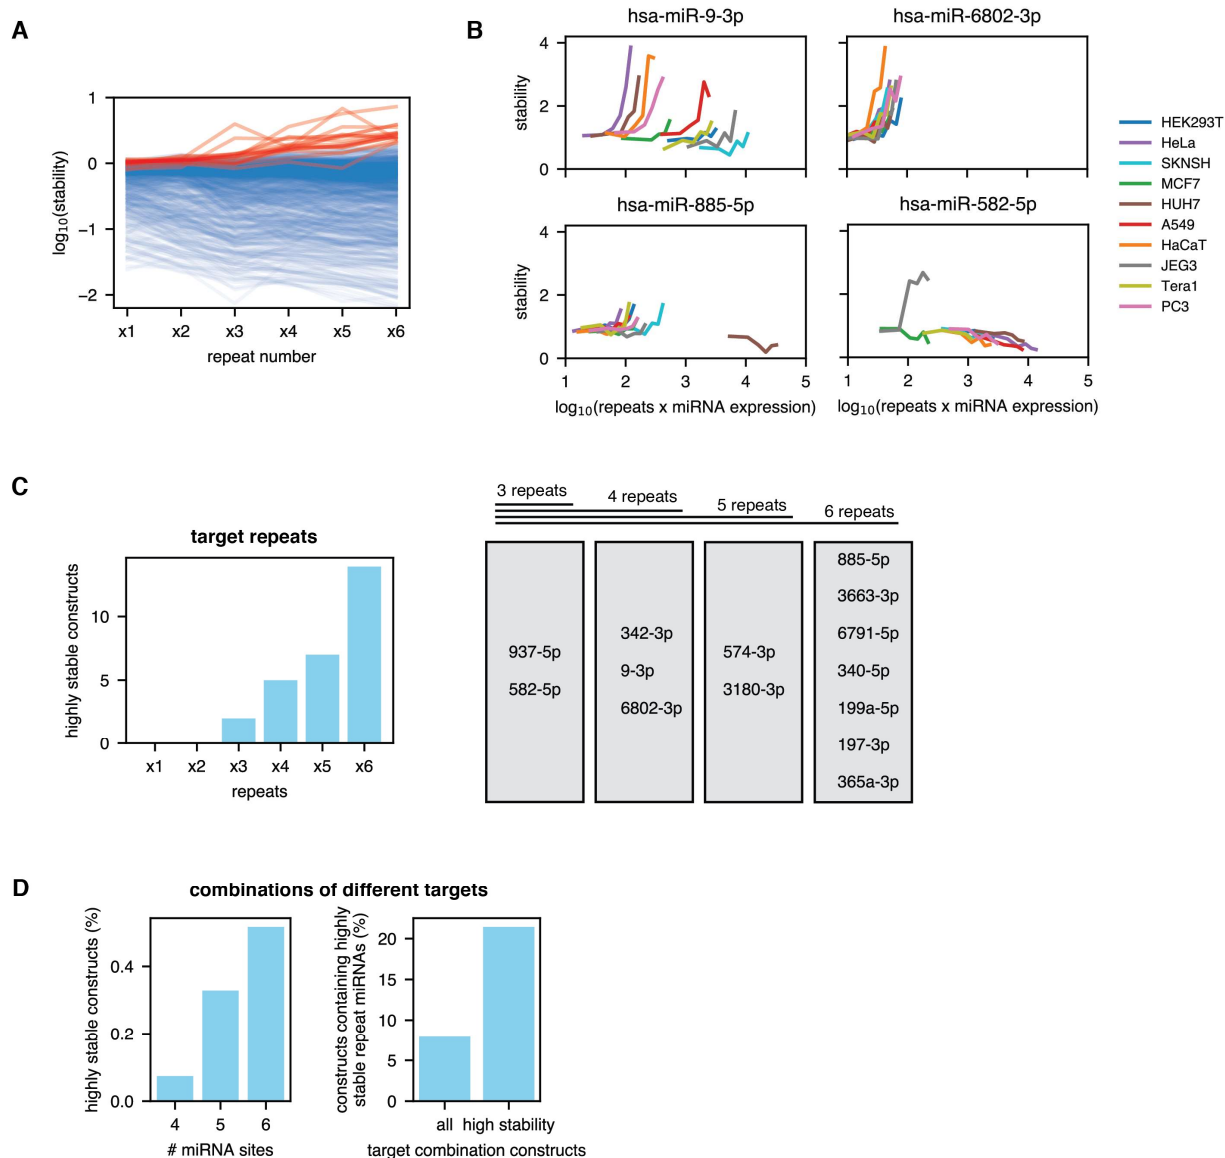 A
1
0
−1
−2
log10(stability)
x1 x2 x3 x4 x5 x6
repeat number
B
hsa-miR-9-3p
4
2
0
stability
hsa-miR-6802-3p
hsa-miR-885-5p
4
2
0
stability
1 2 3 4 5
log10(repeats x miRNA expression)
hsa-miR-582-5p
1 2 3 4 5
log10(repeats x miRNA expression)
HEK293T
HeLa
SKNSH
MCF7
HUH7
A549
HaCaT
JEG3
Tera1
PC3
C
target repeats
10
5
0
highly stable constructs
x1 x2 x3 x4 x5 x6
repeats
3 repeats
4 repeats
5 repeats
6 repeats
937-5p
582-5p
342-3p
9-3p
6802-3p
574-3p
3180-3p
885-5p
3663-3p
6791-5p
340-5p
199a-5p
197-3p
365a-3p
D
combinations of different targets
highly stable constructs (%)
0.4
0.2
0.0
4 5 6
# miRNA sites
constructs containing highly
stable repeat miRNAs (%)
20
15
10
5
0
all high stability
target combination constructs